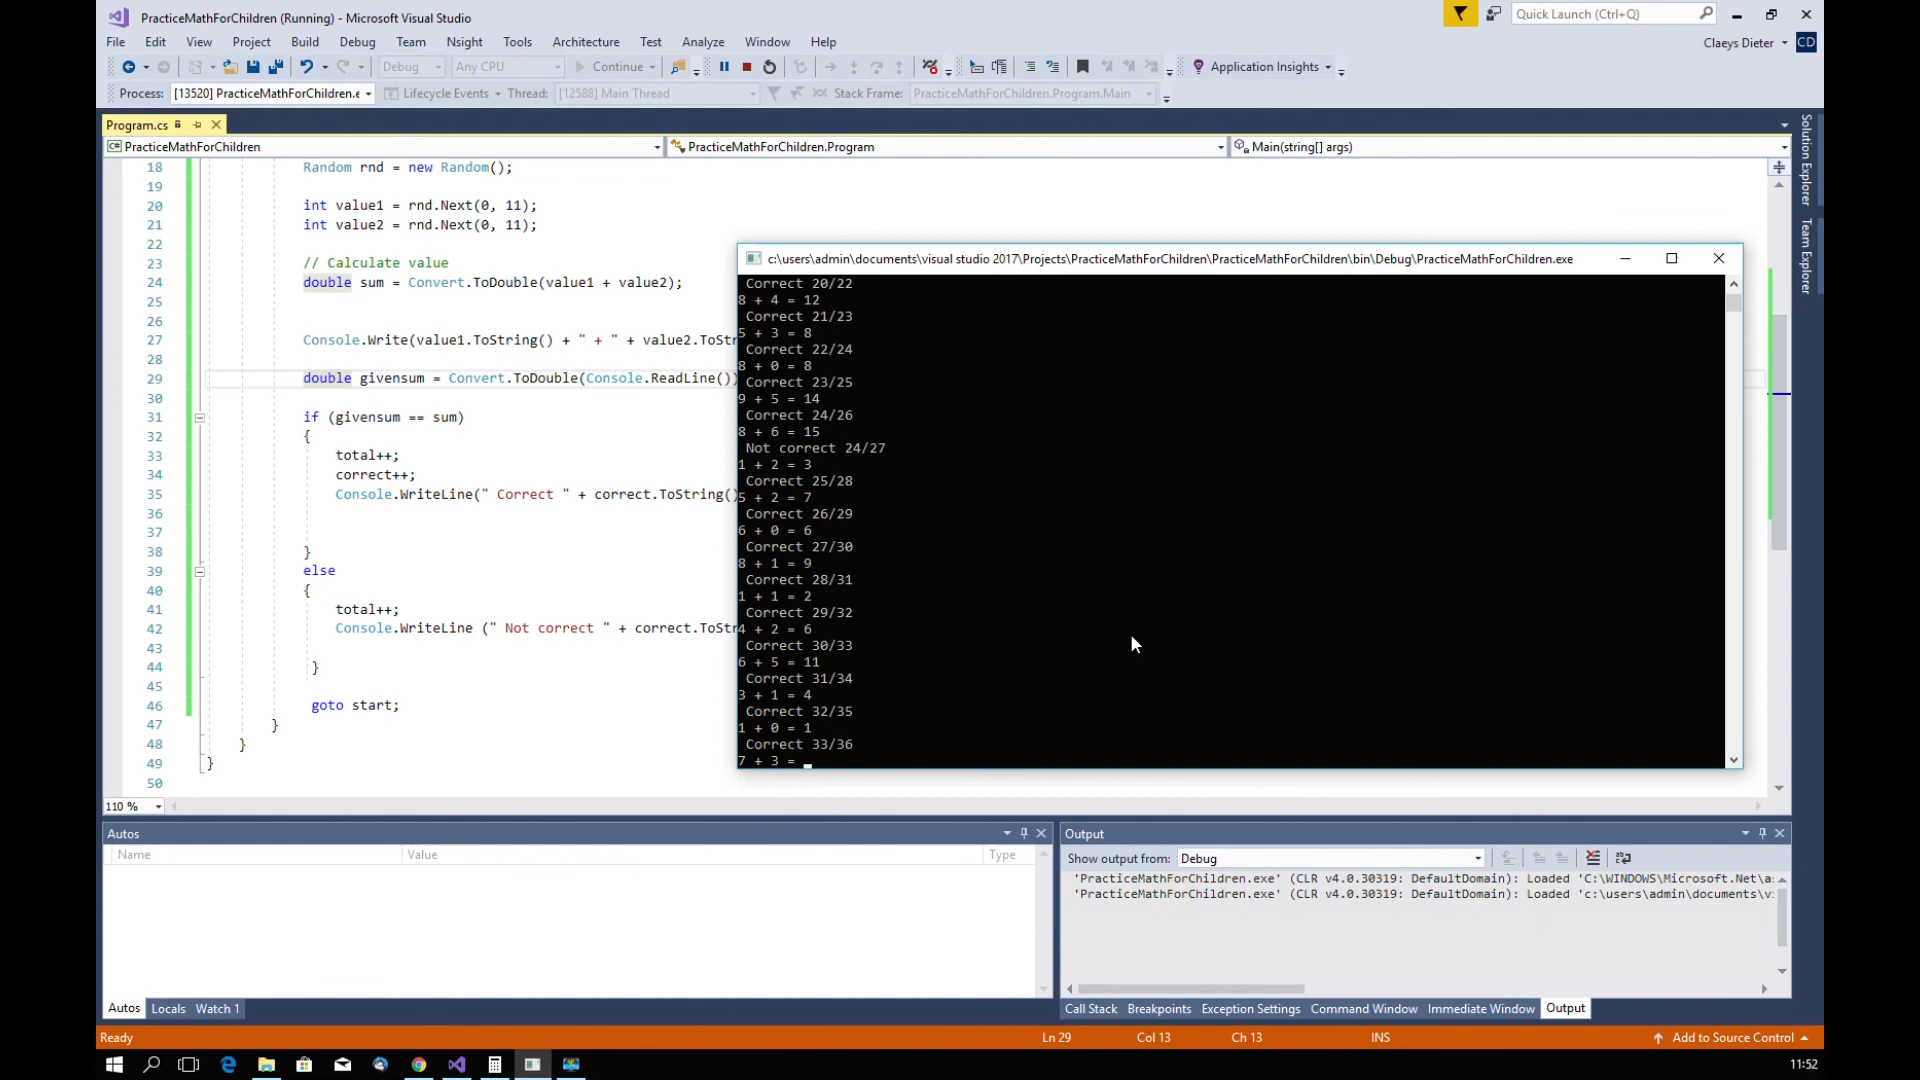 PracticeMathForChildren (Running) - Microsoft Visual Studio
Quick Launch (Ctrl+Q)
File Edit View Project Build Debug Team Nsight Tools Architecture Test Analyze Window Help
Claeys Dieter CD
Debug Any CPU Continue Application Insights
Process: [13520] PracticeMathForChildren.e Lifecycle Events Thread: [12588] Main Thread Stack Frame: PracticeMathForChildren.Program.Main
Program.cs
PracticeMathForChildren PracticeMathForChildren.Program Main(string[] args)
Solution Explorer
Team Explorer
18 Random rnd = new Random();
19
20 int value1 = rnd.Next(0, 11);
21 int value2 = rnd.Next(0, 11);
22
23 // Calculate value
24 double sum = Convert.ToDouble(value1 + value2);
25
26
27 Console.Write(value1.ToString() + " + " + value2.ToStr
28
29 double givensum = Convert.ToDouble(Console.ReadLine())
30
31 if (givensum == sum)
32 {
33 total++;
34 correct++;
35 Console.WriteLine(" Correct " + correct.ToString()
36
37
38 }
39 else
40 {
41 total++;
42 Console.WriteLine (" Not correct " + correct.ToStr
43
44 }
45
46 goto start;
47 }
48 }
49 }
50
c:\users\admin\documents\visual studio 2017\Projects\PracticeMathForChildren\PracticeMathForChildren\bin\Debug\PracticeMathForChildren.exe
Correct 20/22
8 + 4 = 12
Correct 21/23
5 + 3 = 8
Correct 22/24
8 + 0 = 8
Correct 23/25
9 + 5 = 14
Correct 24/26
8 + 6 = 15
Not correct 24/27
1 + 2 = 3
Correct 25/28
5 + 2 = 7
Correct 26/29
6 + 0 = 6
Correct 27/30
8 + 1 = 9
Correct 28/31
1 + 1 = 2
Correct 29/32
4 + 2 = 6
Correct 30/33
6 + 5 = 11
Correct 31/34
3 + 1 = 4
Correct 32/35
1 + 0 = 1
Correct 33/36
7 + 3 = _
110 %
Autos
Name Value Type
Autos Locals Watch 1
Output
Show output from: Debug
'PracticeMathForChildren.exe' (CLR v4.0.30319: DefaultDomain): Loaded 'C:\WINDOWS\Microsoft.Net\a
'PracticeMathForChildren.exe' (CLR v4.0.30319: DefaultDomain): Loaded 'c:\users\admin\documents\v
Call Stack Breakpoints Exception Settings Command Window Immediate Window Output
Ready Ln 29 Col 13 Ch 13 INS Add to Source Control
11:52